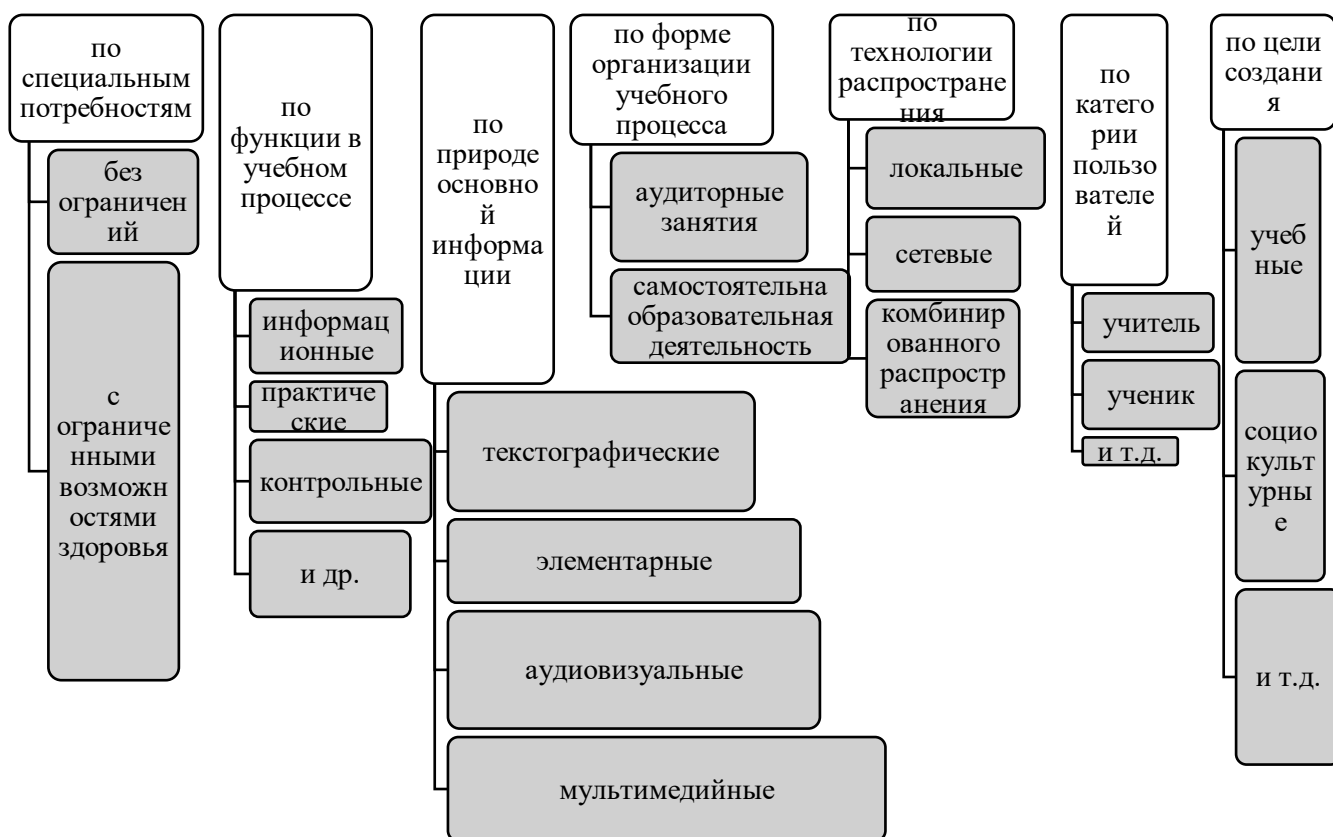 по
специальным
потребностям
без
ограничен
ий
с
ограниче
нными
возможн
остями
здоровья
по
функции в
учебном
процессе
информац
ионные
практиче
ские
контрольные
и др.
по
природе
основно
й
информа
ции
текстографические
элементарные
аудиовизуальные
мультимедийные
по форме
организации
учебного
процесса
аудиторные
занятия
самостоятельна
образовательная
деятельность
по
технологии
распростране
ния
локальные
сетевые
комбинир
ованного
распростр
анения
по
катего
рии
пользо
вателе
й
учитель
ученик
и т.д.
по цели
создани
я
учеб
ные
социо
культ
урны
е
и т.д.